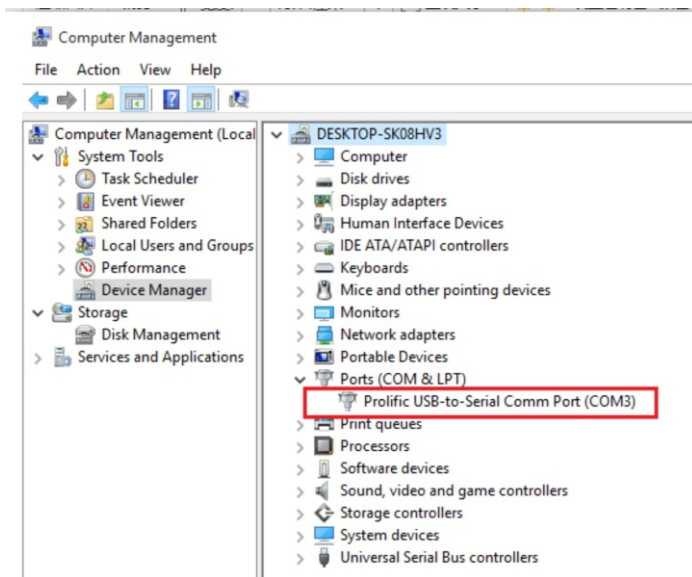 Computer Management
File Action View Help
Computer Management (Local
System Tools
Task Scheduler
Event Viewer
Shared Folders
Local Users and Groups
Performance
Device Manager
Storage
Disk Management
Services and Applications
DESKTOP-SK08HV3
Computer
Disk drives
Display adapters
Human Interface Devices
IDE ATA/ATAPI controllers
Keyboards
Mice and other pointing devices
Monitors
Network adapters
Portable Devices
Ports (COM & LPT)
Prolific USB-to-Serial Comm Port (COM3)
Print queues
Processors
Software devices
Sound, video and game controllers
Storage controllers
System devices
Universal Serial Bus controllers